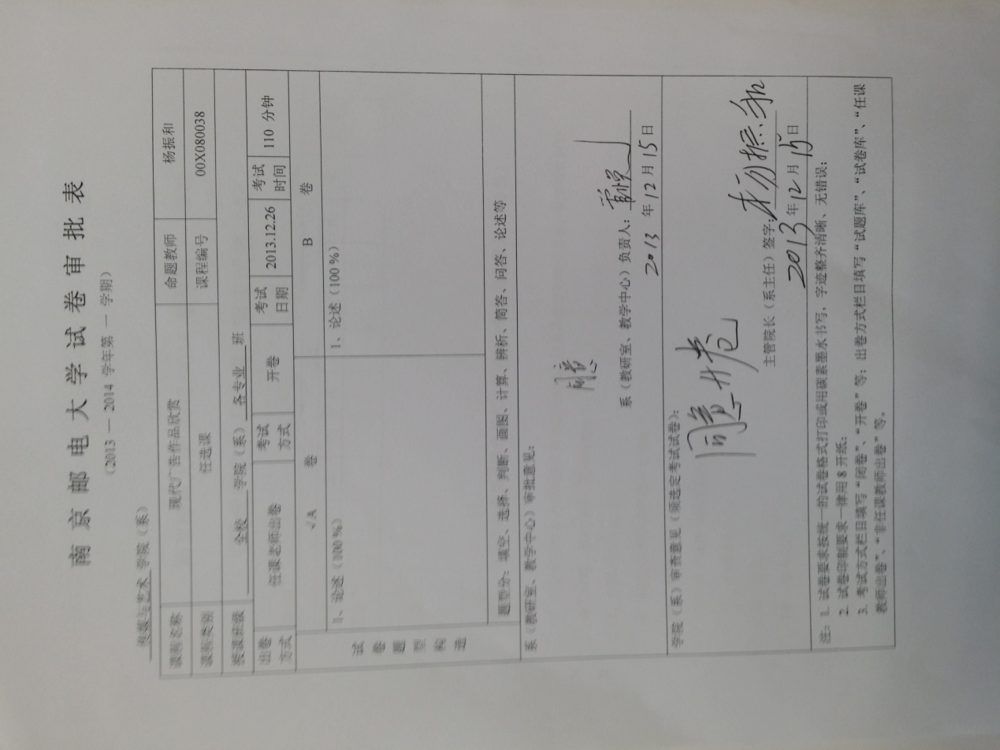 南京邮电大学试卷审批表
（2013 — 2014 学年第 一 学期）
传媒与艺术 学院（系）
课程名称 现代广告作品欣赏 命题教师 杨振和
课程类别 任选课 课程编号 00X080038
授课班级 全校 学院（系） 各专业 班
出卷方式 任课老师出卷 考试方式 开卷 考试日期 2013.12.26 考试时间 110 分钟
试卷题型构造
√A 卷 B 卷
1、论述（100 %） 1、论述（100 %）
题型分：填空、选择、判断、画图、计算、辨析、简答、问答、论述等
系（教研室、教学中心）审批意见：
同意
系（教研室、教学中心）负责人：
2013 年 12 月 15 日
学院（系）审查意见（须选定考试试卷）：
同意A卷
主管院长（系主任）签字：杨振和
2013 年 12 月 15 日
注：1. 试卷要求按统一的试卷格式打印或用碳素墨水书写，字迹整齐清晰、无错误；
2. 试卷印制要求一律用 8 开纸；
3. 考试方式栏目填写“闭卷”、“开卷”等；出卷方式栏目填写“试题库”、“试卷库”、“任课
教师出卷”、“非任课教师出卷”等。